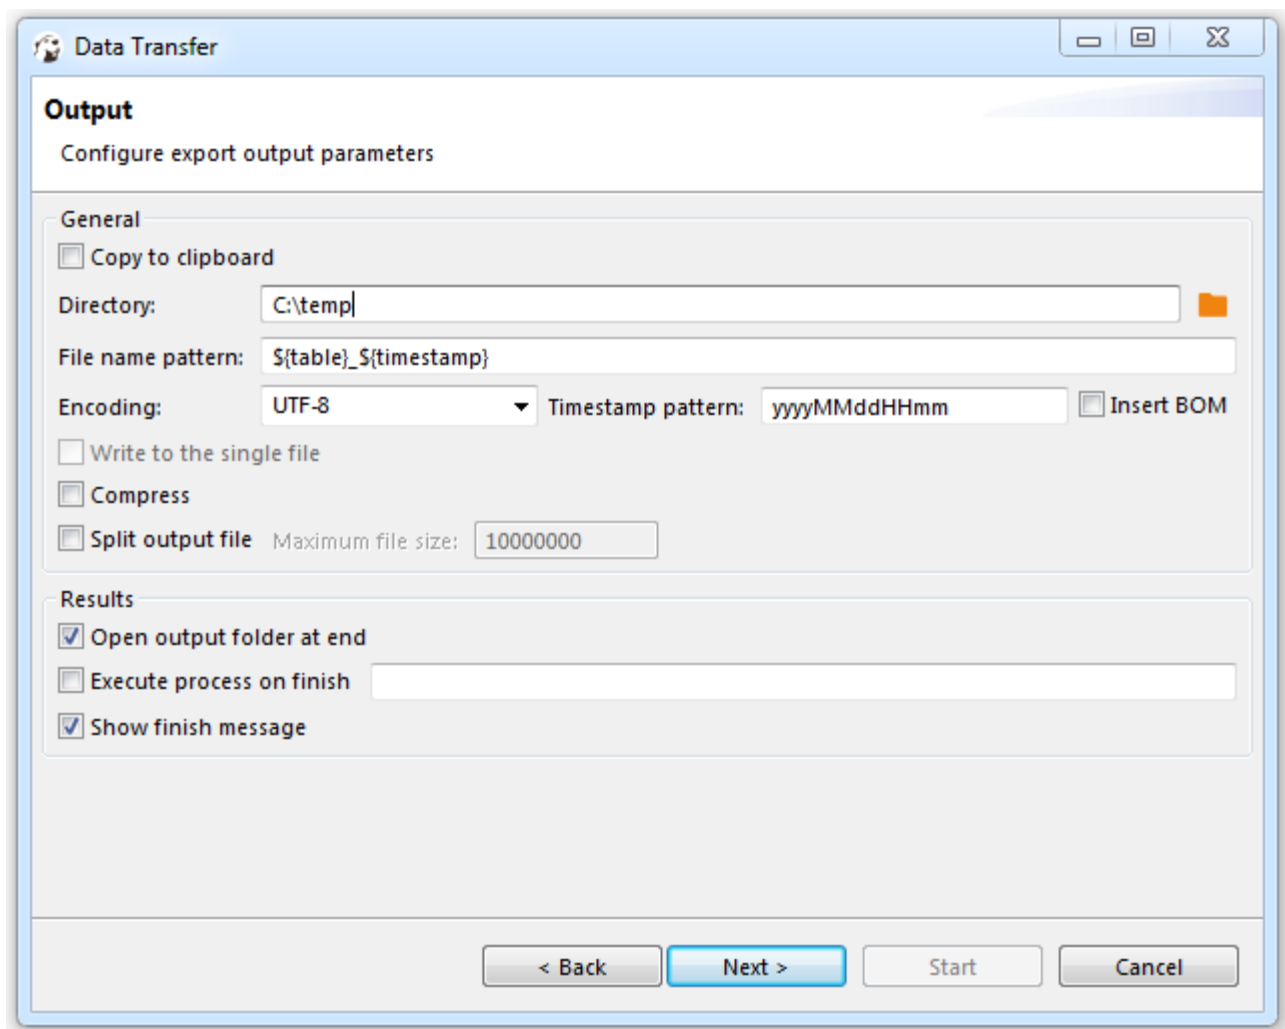 Data Transfer
Output
Configure export output parameters
General
Copy to clipboard
Directory: C:\temp
File name pattern: ${table}_${timestamp}
Encoding: UTF-8 Timestamp pattern: yyyyMMddHHmm Insert BOM
Write to the single file
Compress
Split output file Maximum file size: 10000000
Results
Open output folder at end
Execute process on finish
Show finish message
< Back Next > Start Cancel